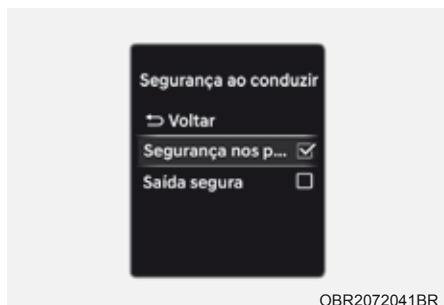 Segurança ao conduzir
Voltar
Segurança nos p...
Saída segura
OBR2072041BR